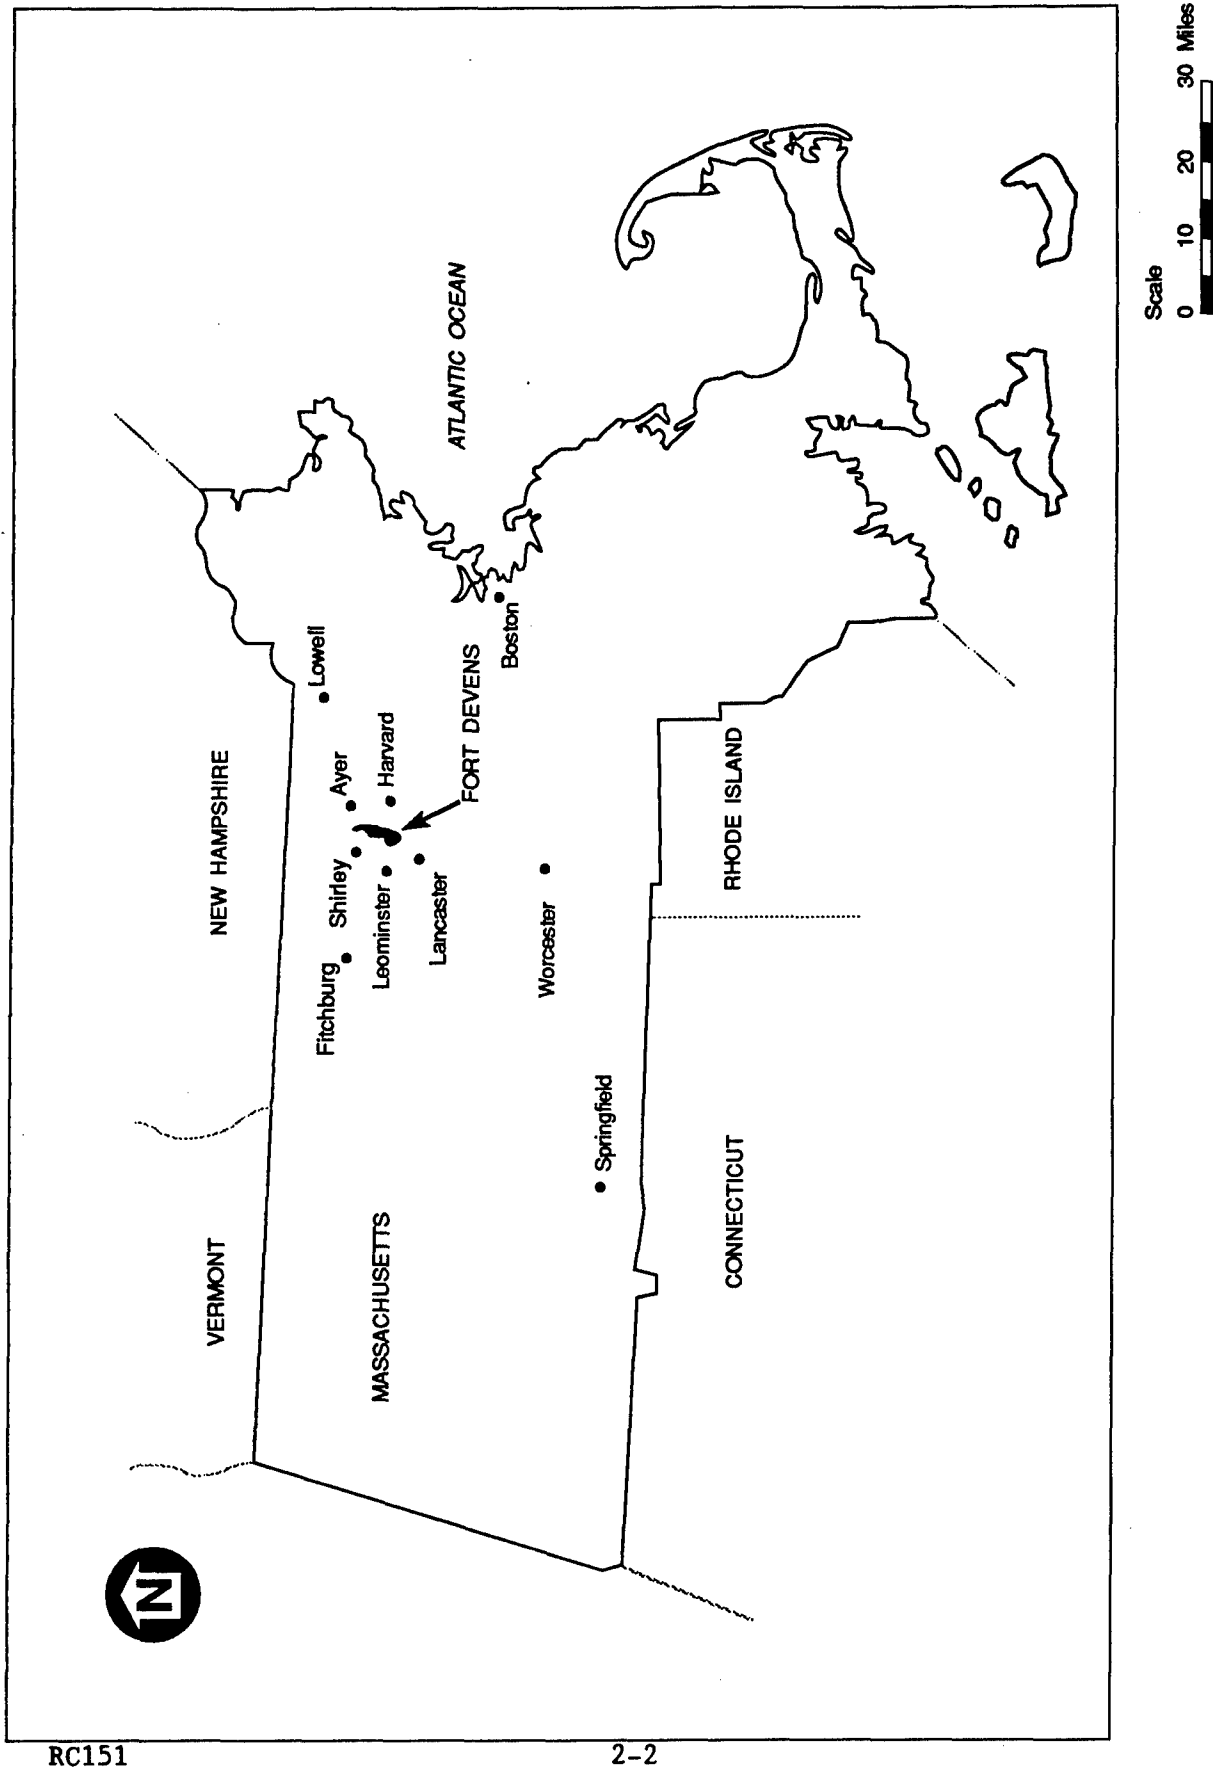 N
VERMONT
NEW HAMPSHIRE
MASSACHUSETTS
Fitchburg
Shirley
Ayer
Lowell
Leominster
Harvard
Lancaster
FORT DEVENS
Boston
ATLANTIC OCEAN
Worcester
Springfield
CONNECTICUT
RHODE ISLAND
Scale
0 10 20 30 Miles
RC151
2-2